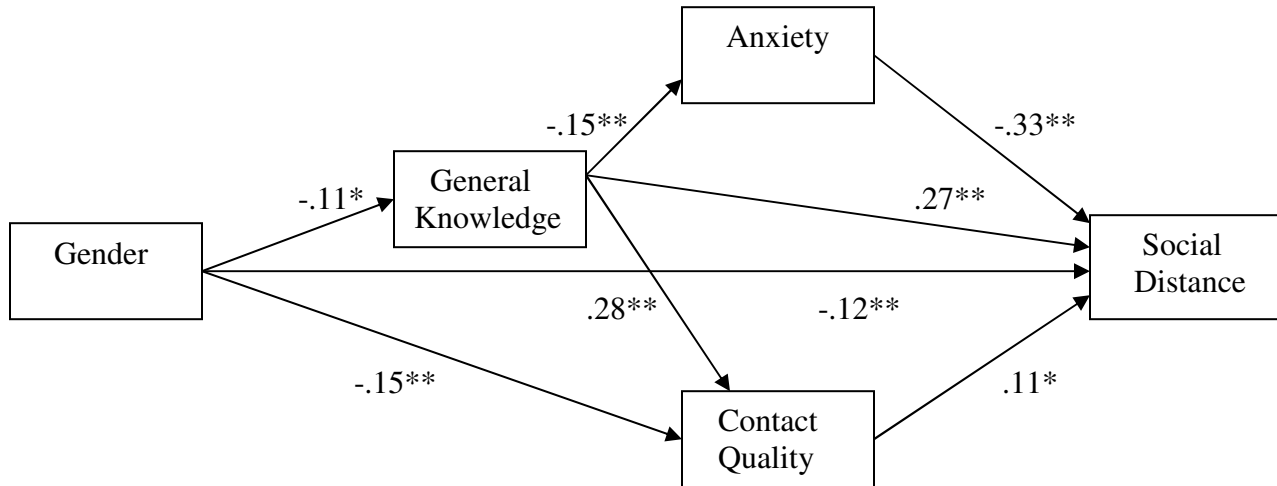 Anxiety
-.15**
-.33**
General
Knowledge
-.11*
.27**
Gender
Social
Distance
.28**
-.12**
-.15**
.11*
Contact
Quality